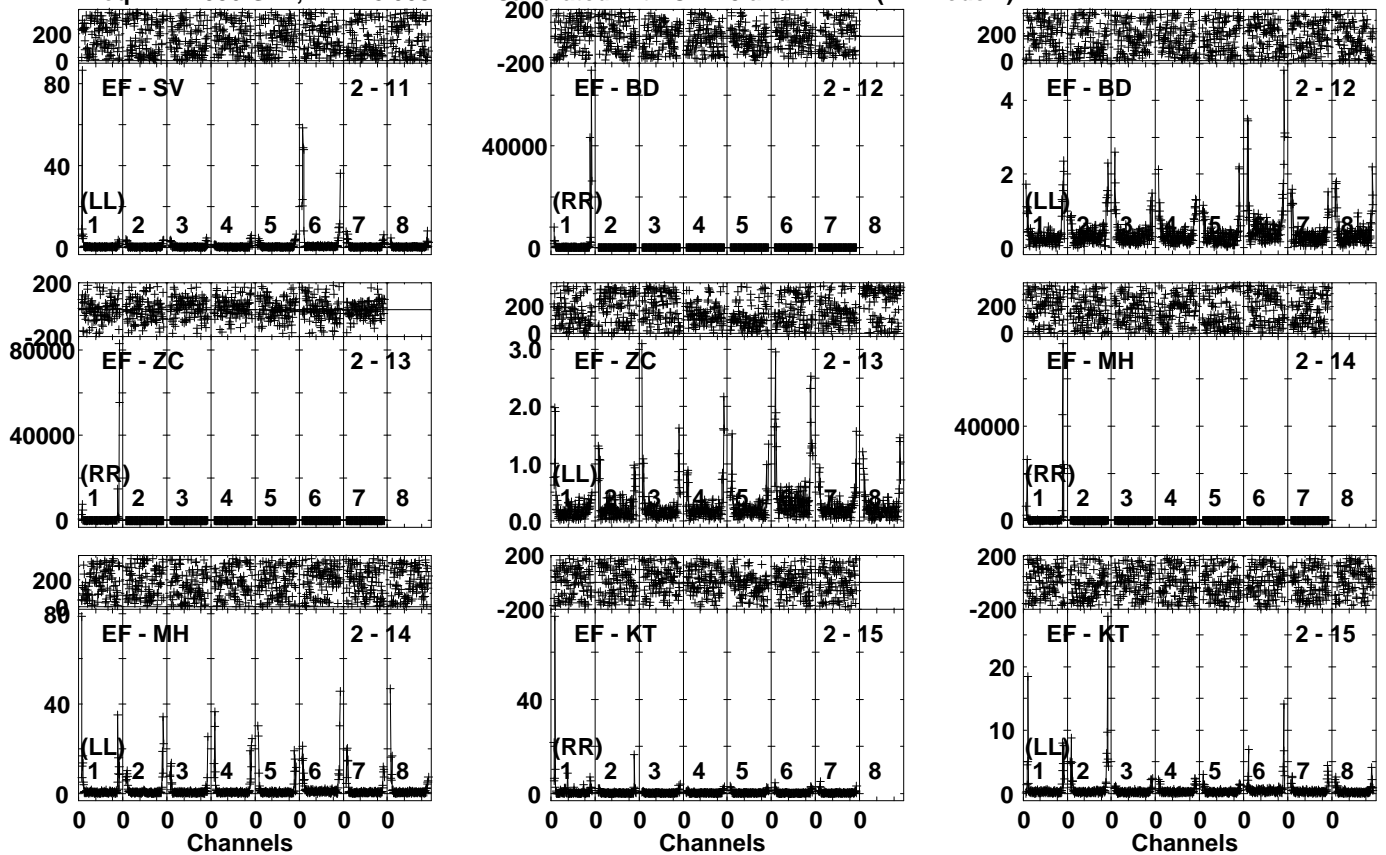 200
0
80
40
0
EF - SV
2 - 11
(LL)
1 2 3 4 5 6 7 8
200
-200
40000
0
EF - BD
2 - 12
(RR)
1 2 3 4 5 6 7 8
200
0
4
2
0
EF - BD
2 - 12
(LL)
1 2 3 4 5 6 7 8
200
-200
80000
40000
0
EF - ZC
2 - 13
(RR)
1 2 3 4 5 6 7 8
200
0
3.0
2.0
1.0
0.0
EF - ZC
2 - 13
(LL)
1 2 3 4 5 6 7 8
200
0
40000
0
EF - MH
2 - 14
(RR)
1 2 3 4 5 6 7 8
200
0
80
40
0
EF - MH
2 - 14
(LL)
1 2 3 4 5 6 7 8
0 0 0 0 0 0 0 0
Channels
200
-200
40
0
EF - KT
2 - 15
(RR)
1 2 3 4 5 6 7 8
0 0 0 0 0 0 0 0
Channels
200
-200
20
10
0
EF - KT
2 - 15
(LL)
1 2 3 4 5 6 7 8
0 0 0 0 0 0 0 0
Channels